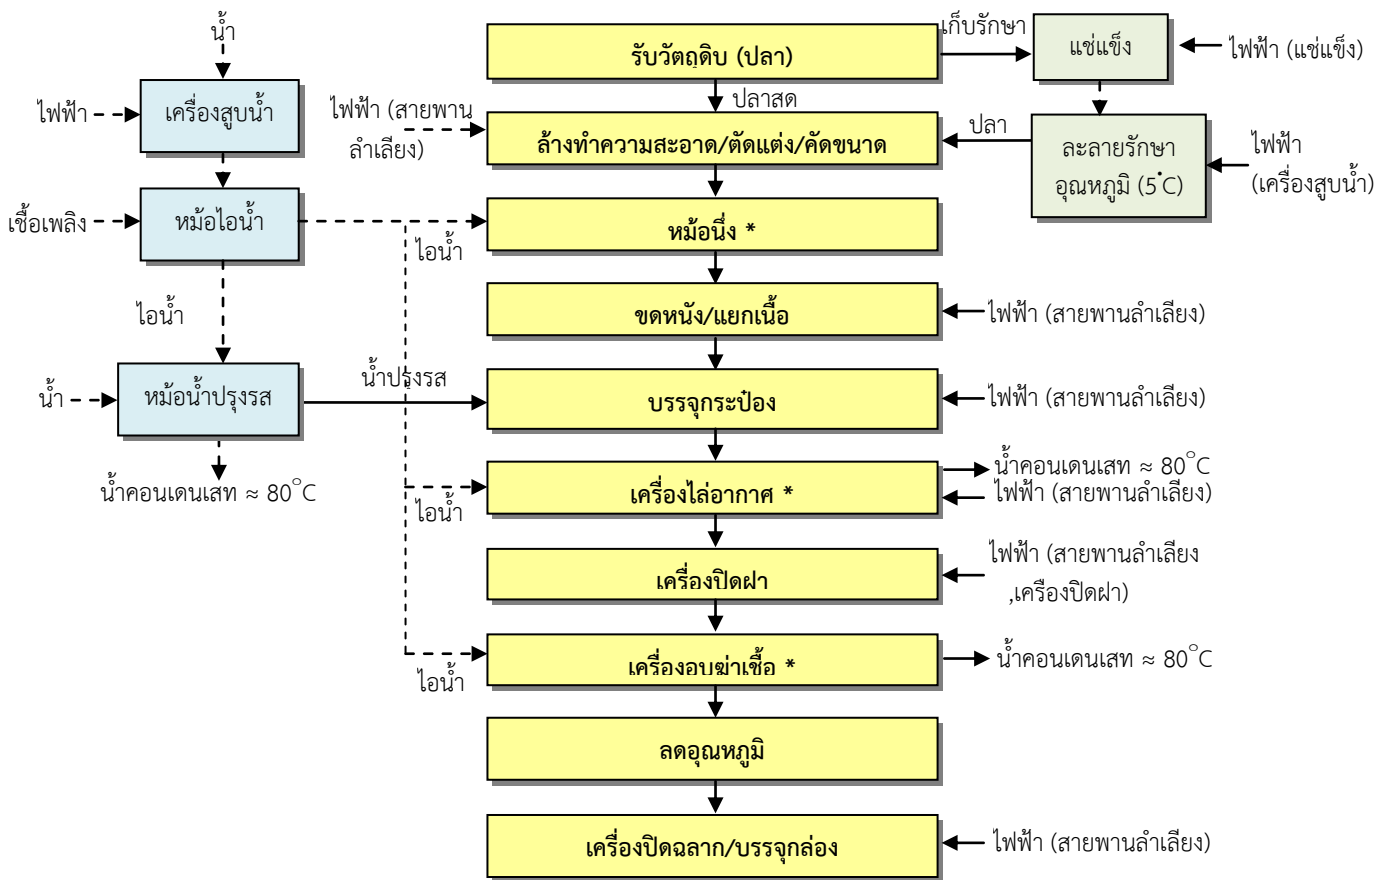 น้ำ
ไฟฟ้า
เครื่องสูบน้ำ
เชื้อเพลิง
หม้อไอน้ำ
ไอน้ำ
น้ำ
หม้อน้ำปรุงรส
น้ำคอนเดนเสท ≈ 80°C
รับวัตถุดิบ (ปลา)
เก็บรักษา
แช่แข็ง
ไฟฟ้า (แช่แข็ง)
ปลาสด
ไฟฟ้า (สายพาน
ลำเลียง)
ล้างทำความสะอาด/ตัดแต่ง/คัดขนาด
ปลา
ละลายรักษา
อุณหภูมิ (5°C)
ไฟฟ้า
(เครื่องสูบน้ำ)
ไอน้ำ
หม้อนึ่ง *
ขดหนัง/แยกเนื้อ
ไฟฟ้า (สายพานลำเลียง)
น้ำปรุงรส
บรรจุกระป๋อง
ไฟฟ้า (สายพานลำเลียง)
ไอน้ำ
เครื่องไล่อากาศ *
น้ำคอนเดนเสท ≈ 80°C
ไฟฟ้า (สายพานลำเลียง)
เครื่องปิดฝา
ไฟฟ้า (สายพานลำเลียง
,เครื่องปิดฝา)
ไอน้ำ
เครื่องอบฆ่าเชื้อ *
น้ำคอนเดนเสท ≈ 80°C
ลดอุณหภูมิ
เครื่องปิดฉลาก/บรรจุกล่อง
ไฟฟ้า (สายพานลำเลียง)